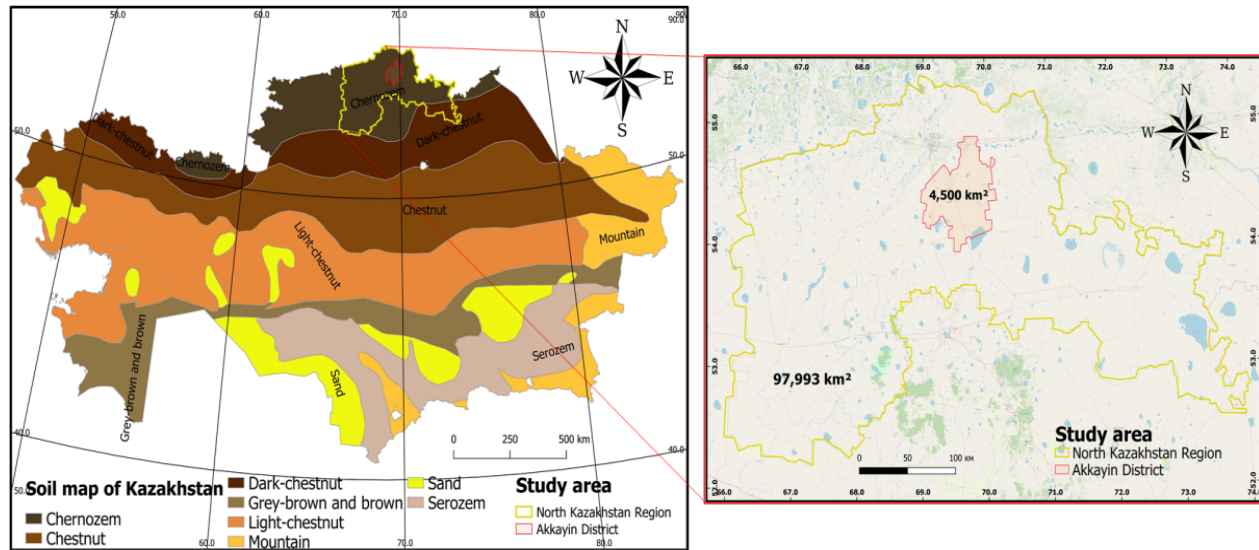 50.0
60.0
70.0
80.0
90.0
N
W
E
S
Chernozem
Dark-chestnut
50.0
Dark-chestnut
Chernozem
50.0
Chestnut
Light-chestnut
Mountain
Grey-brown and brown
Sand
Serozem
40.0
40.0
0 250 500 km
50.0
60.0
70.0
80.0
Soil map of Kazakhstan
Chernozem
Chestnut
Dark-chestnut
Grey-brown and brown
Light-chestnut
Mountain
Sand
Serozem
Study area
North Kazakhstan Region
Akkayin District
66.0 67.0 68.0 69.0 70.0 71.0 72.0 73.0 74.0
55.0
55.0
N
W
E
S
4,500 km²
54.0
54.0
53.0
53.0
97,993 km²
Study area
North Kazakhstan Region
Akkayin District
0 50 100 KM
52.0
52.0
66.0 67.0 68.0 69.0 70.0 71.0 72.0 73.0 74.0